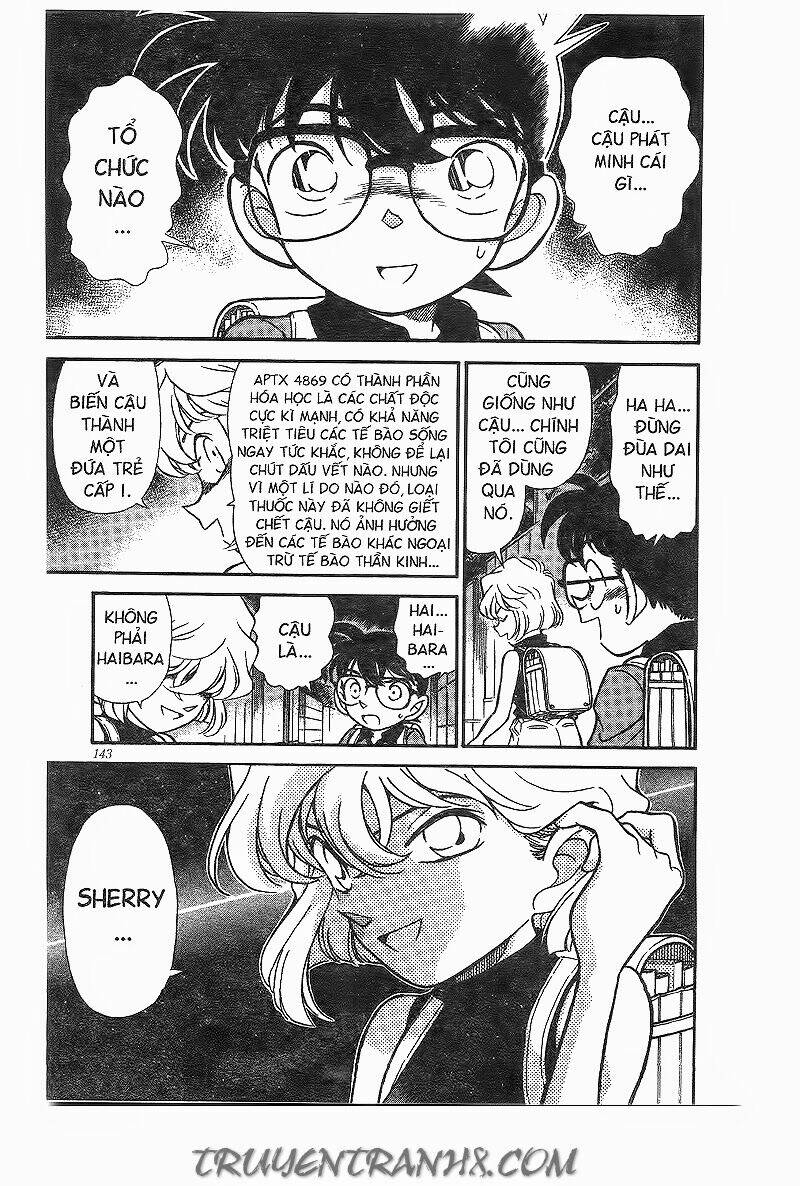 CẬU...
CẬU PHÁT
MINH CÁI
GÌ...
TỔ
CHỨC
NÀO
...
HA HA...
ĐỪNG
ĐÙA DAI
NHƯ
THẾ...
CŨNG
GIỐNG NHƯ
CẬU... CHÍNH
TÔI CŨNG
ĐÃ DÙNG
QUA
NÓ.
APTX 4869 CÓ THÀNH PHẦN
HÓA HỌC LÀ CÁC CHẤT ĐỘC
CỰC KÌ MẠNH, CÓ KHẢ NĂNG
TRIỆT TIÊU CÁC TẾ BÀO SỐNG
NGAY TỨC KHẮC, KHÔNG ĐỂ LẠI
CHÚT DẤU VẾT NÀO. NHƯNG
VÌ MỘT LÍ DO NÀO ĐÓ, LOẠI
THUỐC NÀY ĐÃ KHÔNG GIẾT
CHẾT CẬU. NÓ ẢNH HƯỞNG
ĐẾN CÁC TẾ BÀO KHÁC NGOẠI
TRỪ TẾ BÀO THẦN KINH...
VÀ
BIẾN CẬU
THÀNH
MỘT
ĐỨA TRẺ
CẤP I.
HAI...
HAI-
BARA
...
CẬU
LÀ...
KHÔNG
PHẢI
HAIBARA
...
143
SHERRY
...
TRUYENTRANH8.COM